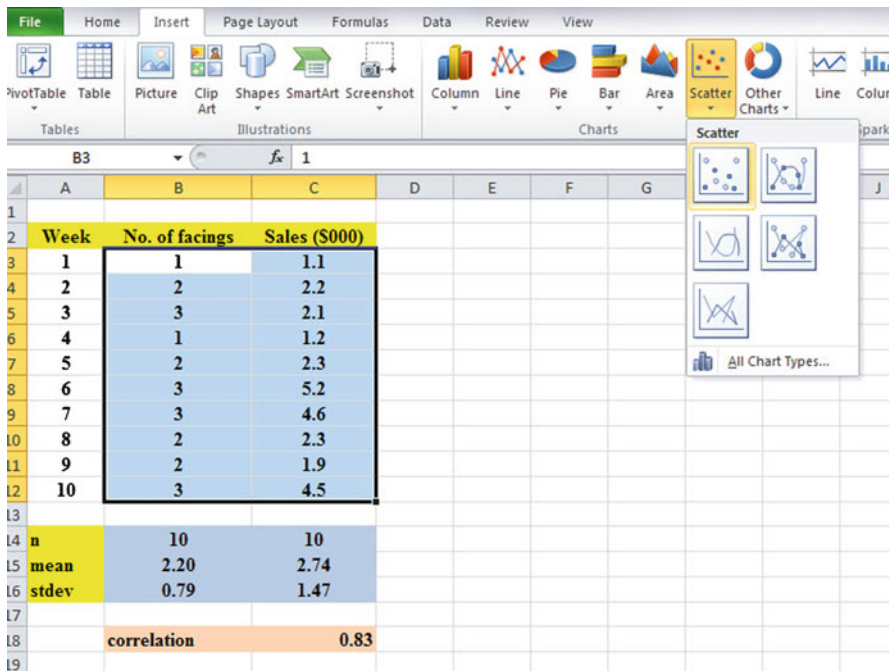 File Home Insert Page Layout Formulas Data Review View
PivotTable Table Picture Clip Art Shapes SmartArt Screenshot Column Line Pie Bar Area Scatter Other Charts Line Colur
Tables Illustrations Charts Spark
B3 fx 1
Scatter
A B C D E F G J
1
2 Week No. of facings Sales ($000)
3 1 1 1.1
4 2 2 2.2
5 3 3 2.1
6 4 1 1.2
7 5 2 2.3
8 6 3 5.2
9 7 3 4.6
10 8 2 2.3
11 9 2 1.9
12 10 3 4.5
13
14 n 10 10
15 mean 2.20 2.74
16 stdev 0.79 1.47
17
18 correlation 0.83
19
All Chart Types...